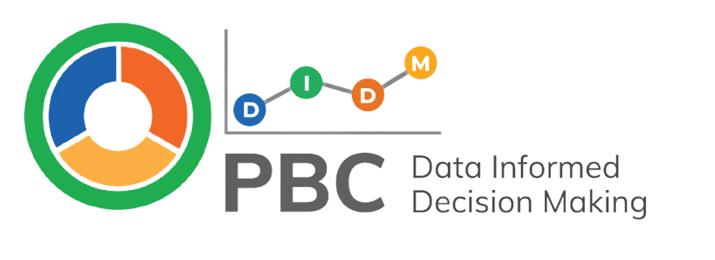 D I D M
PBC
Data Informed
Decision Making